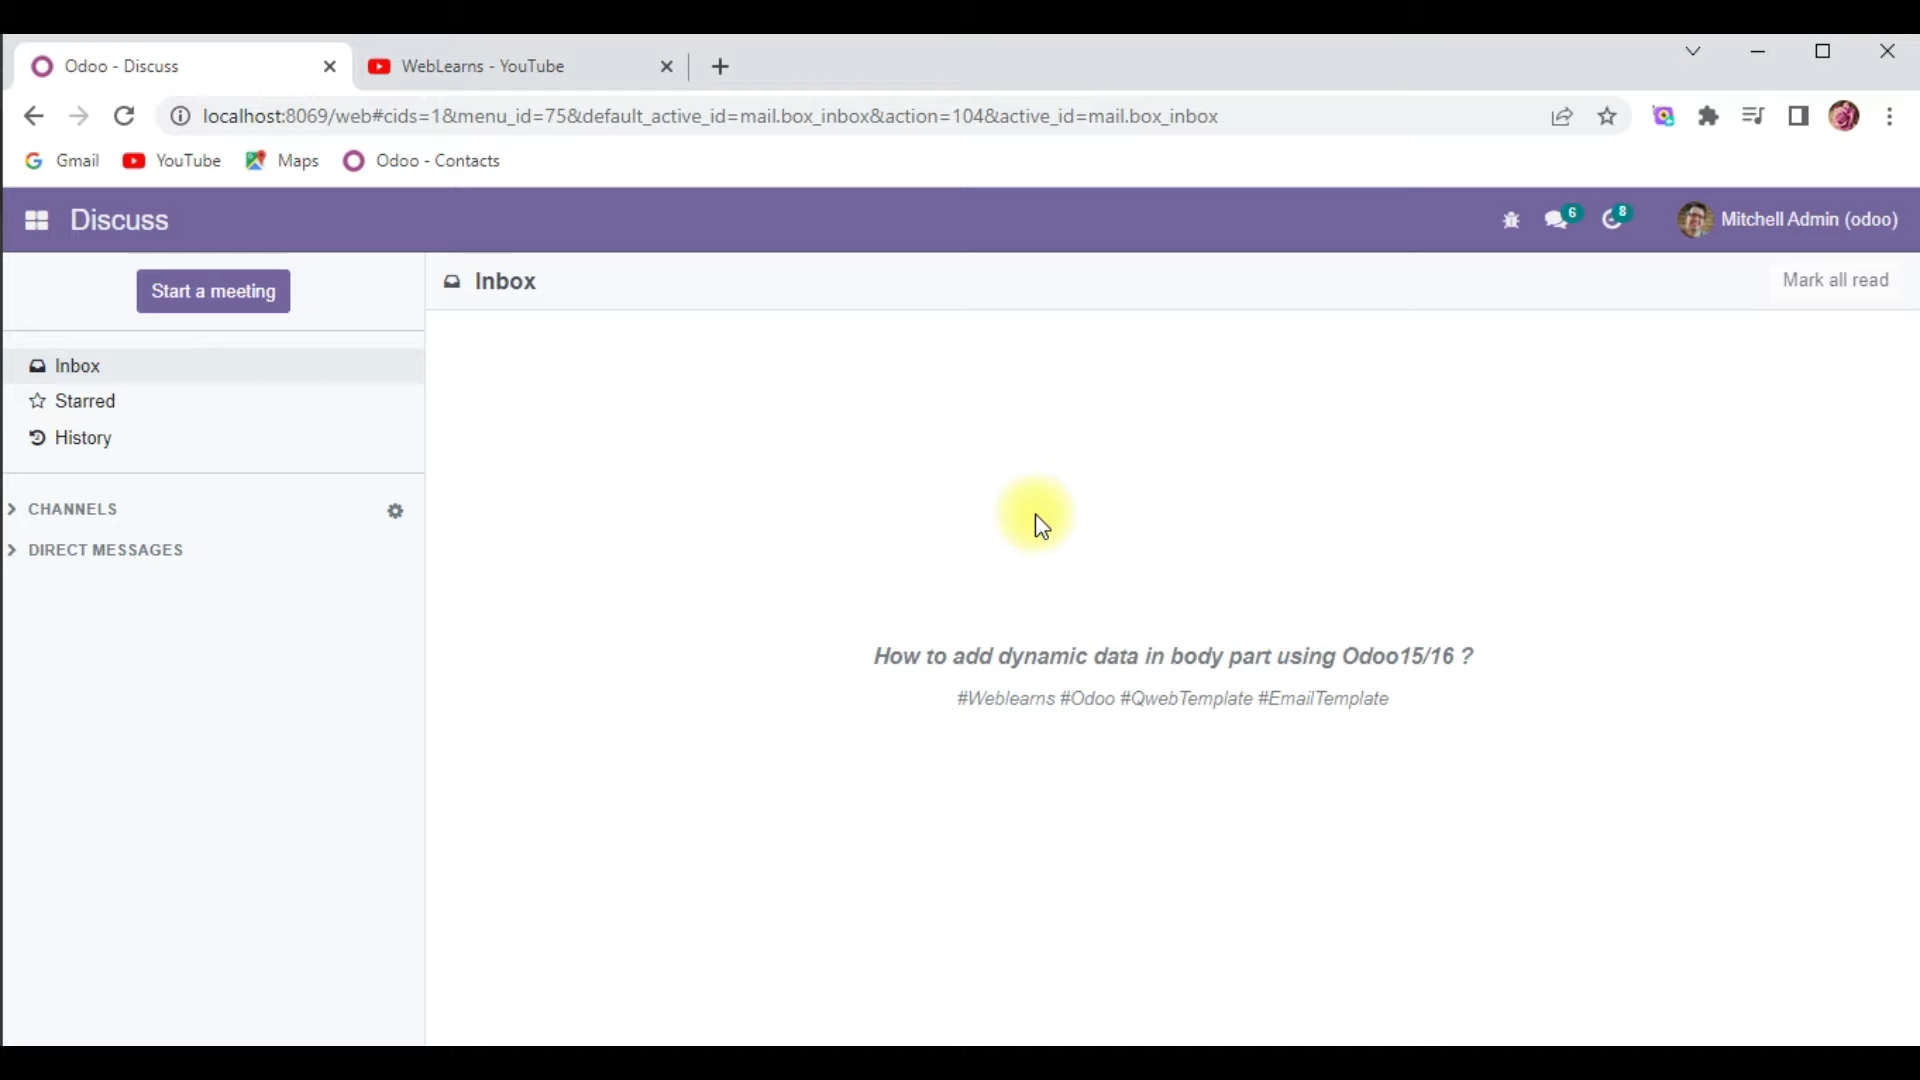 Odoo - Discuss
WebLearns - YouTube
localhost:8069/web#cids=1&menu_id=75&default_active_id=mail.box_inbox&action=104&active_id=mail.box_inbox
Gmail YouTube Maps Odoo - Contacts
Discuss
6
8
Mitchell Admin (odoo)
Start a meeting
Inbox
Mark all read
Inbox
Starred
History
CHANNELS
DIRECT MESSAGES
How to add dynamic data in body part using Odoo15/16 ?
#Weblearns #Odoo #QwebTemplate #EmailTemplate